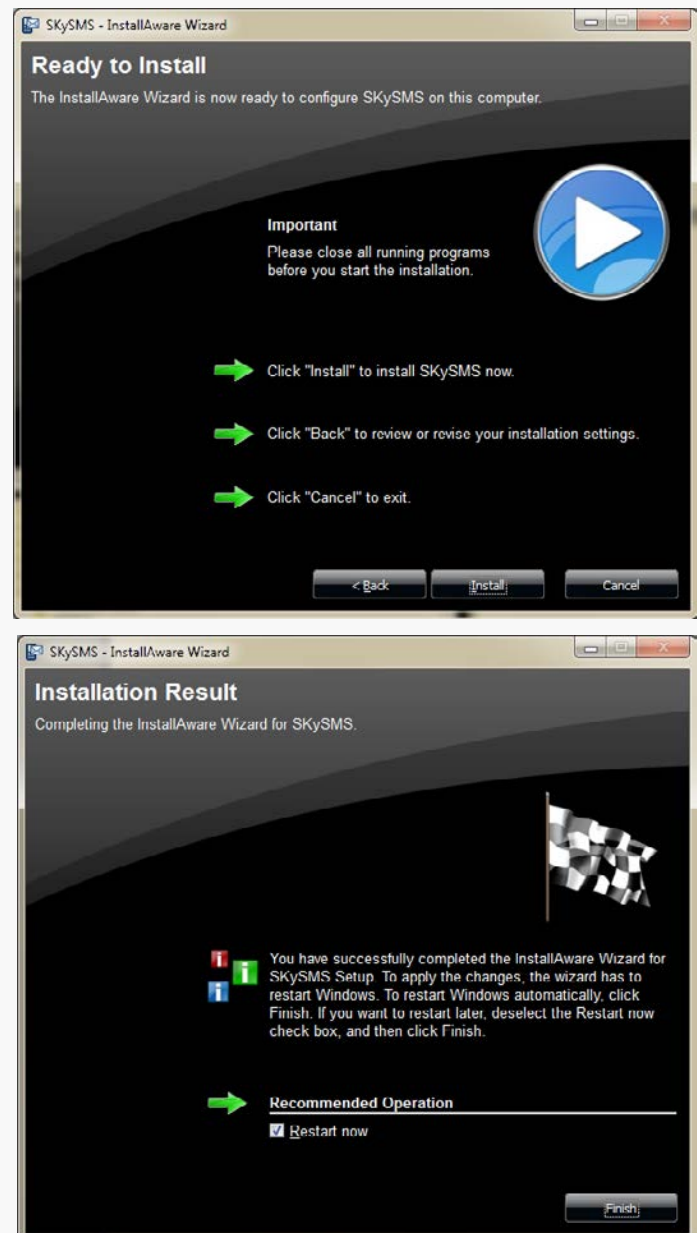 SKySMS - InstallAware Wizard
Ready to Install
The InstallAware Wizard is now ready to configure SKySMS on this computer.
Important
Please close all running programs
before you start the installation.
Click "Install" to install SKySMS now.
Click "Back" to review or revise your installation settings.
Click "Cancel" to exit.
< Back Install Cancel
SKySMS - InstallAware Wizard
Installation Result
Completing the InstallAware Wizard for SKySMS.
You have successfully completed the InstallAware Wizard for
SKySMS Setup. To apply the changes, the wizard has to
restart Windows. To restart Windows automatically, click
Finish. If you want to restart later, deselect the Restart now
check box, and then click Finish.
Recommended Operation
Restart now
Finish